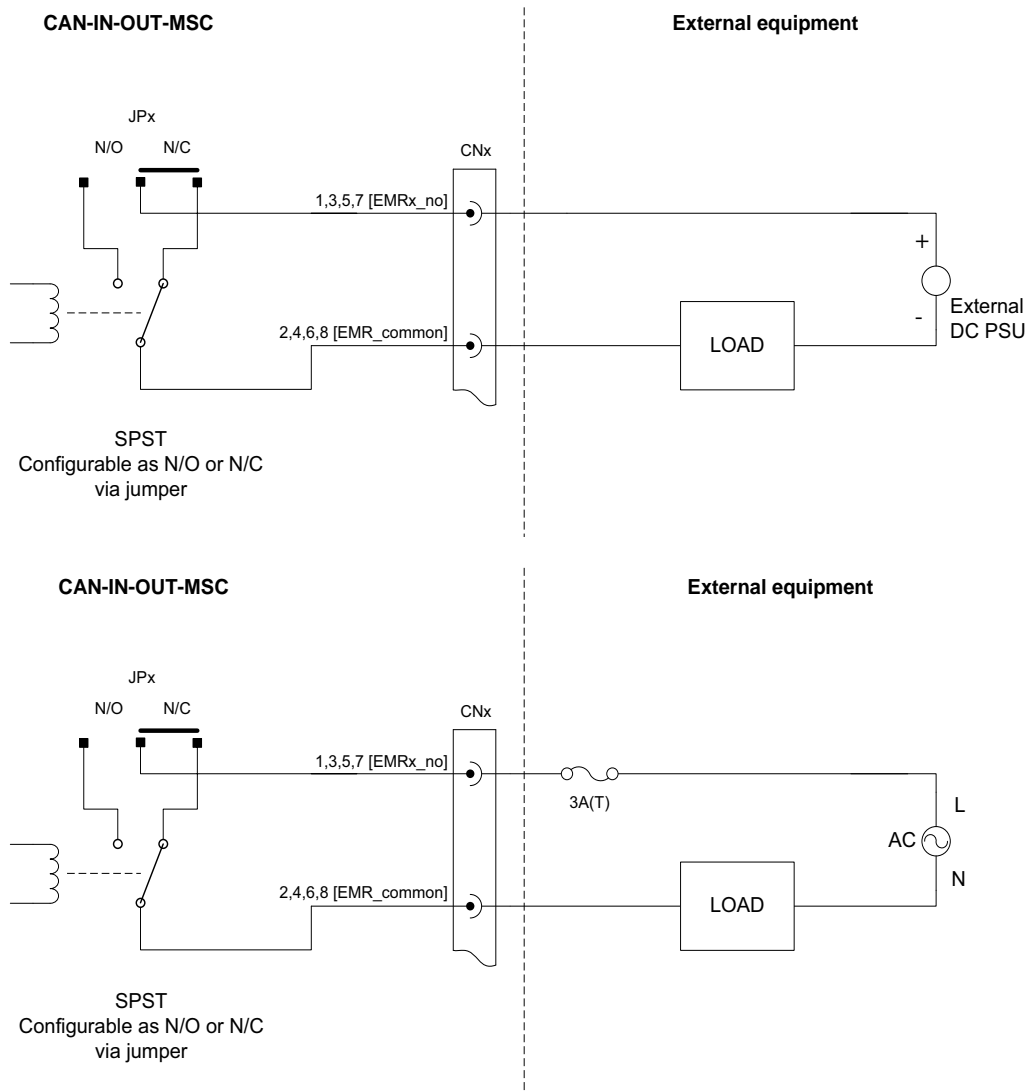 CAN-IN-OUT-MSC
External equipment
JPx
N/O
N/C
CNx
1,3,5,7 [EMRx_no]
+
-
External
DC PSU
2,4,6,8 [EMR_common]
LOAD
SPST
Configurable as N/O or N/C
via jumper
CAN-IN-OUT-MSC
External equipment
JPx
N/O
N/C
CNx
1,3,5,7 [EMRx_no]
3A(T)
L
AC
N
2,4,6,8 [EMR_common]
LOAD
SPST
Configurable as N/O or N/C
via jumper